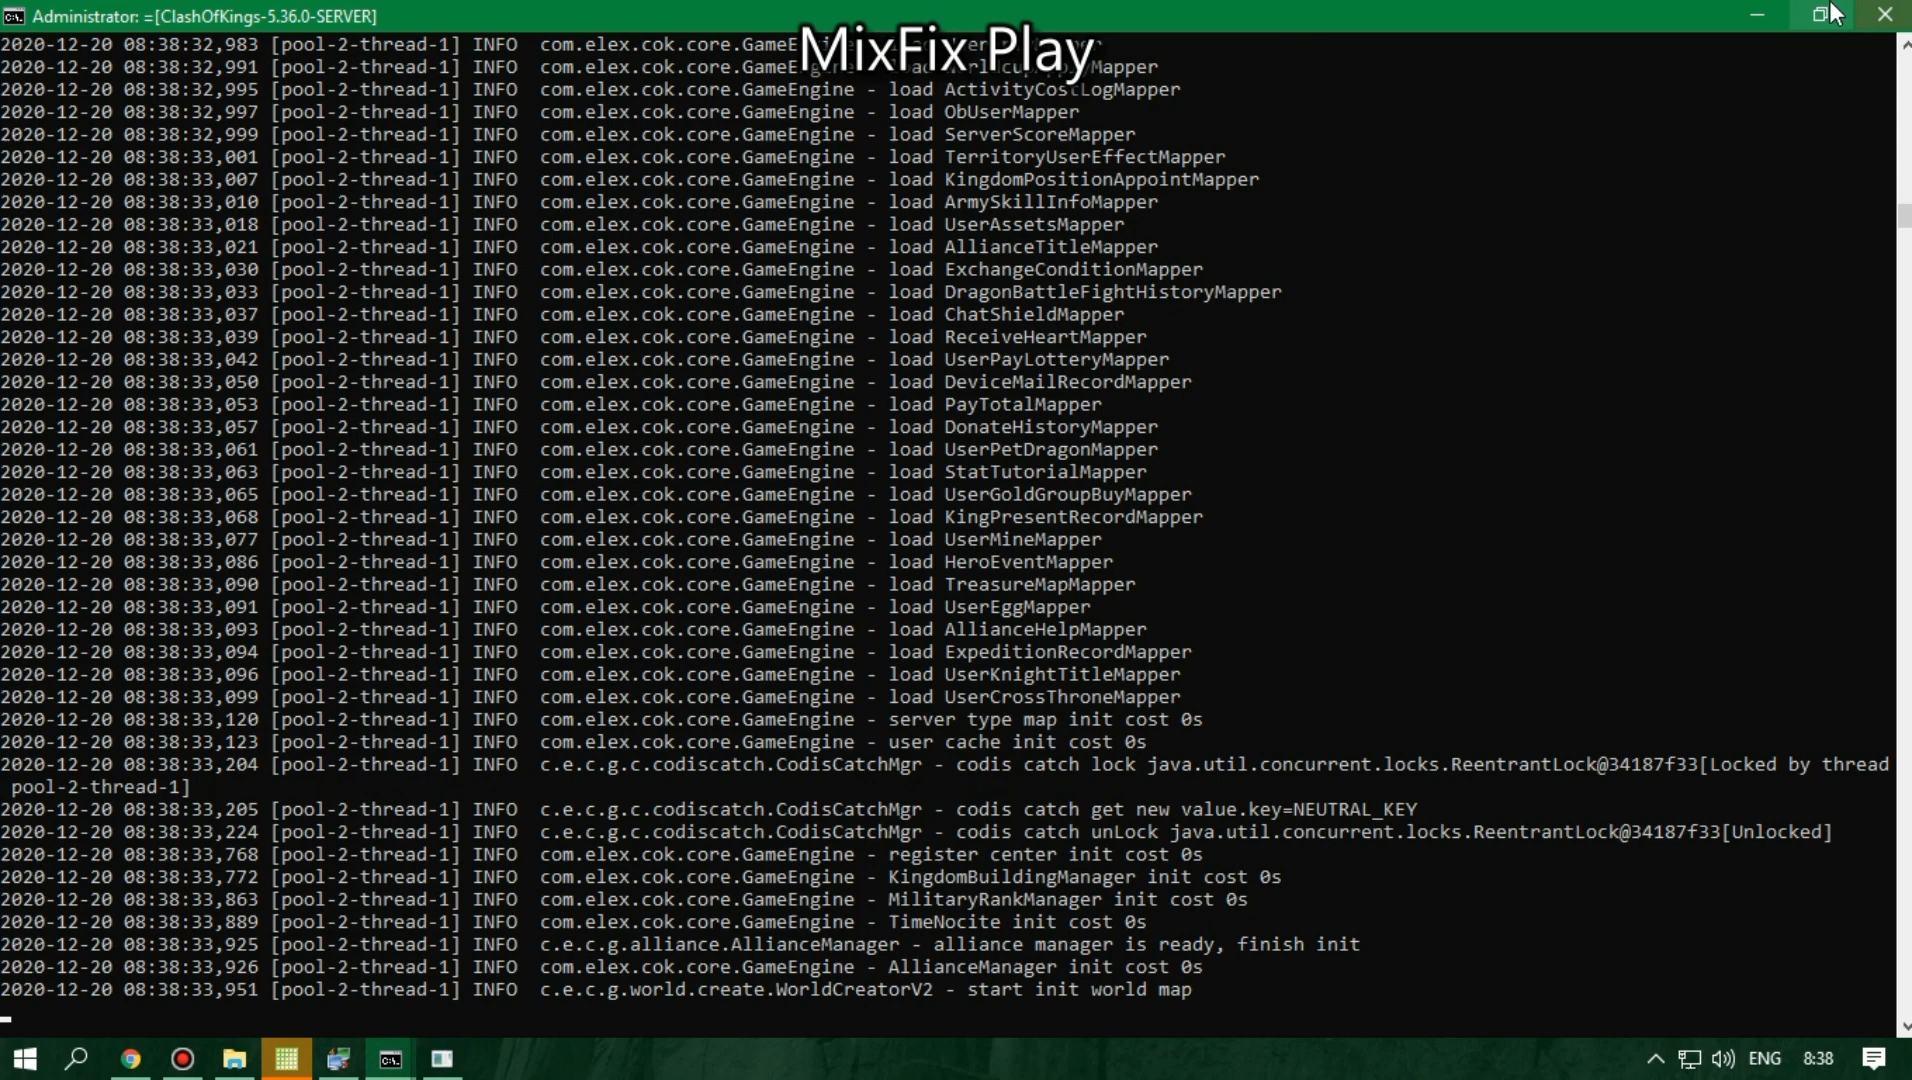 Administrator: =[ClashOfKings-5.36.0-SERVER]
MixFix Play
2020-12-20 08:38:32,983 [pool-2-thread-1] INFO  com.elex.cok.core.GameE
2020-12-20 08:38:32,991 [pool-2-thread-1] INFO  com.elex.cok.core.GameEngine - load
2020-12-20 08:38:32,995 [pool-2-thread-1] INFO  com.elex.cok.core.GameEngine - load ActivityCostLogMapper
2020-12-20 08:38:32,997 [pool-2-thread-1] INFO  com.elex.cok.core.GameEngine - load ObUserMapper
2020-12-20 08:38:32,999 [pool-2-thread-1] INFO  com.elex.cok.core.GameEngine - load ServerScoreMapper
2020-12-20 08:38:33,001 [pool-2-thread-1] INFO  com.elex.cok.core.GameEngine - load TerritoryUserEffectMapper
2020-12-20 08:38:33,007 [pool-2-thread-1] INFO  com.elex.cok.core.GameEngine - load KingdomPositionAppointMapper
2020-12-20 08:38:33,010 [pool-2-thread-1] INFO  com.elex.cok.core.GameEngine - load ArmySkillInfoMapper
2020-12-20 08:38:33,018 [pool-2-thread-1] INFO  com.elex.cok.core.GameEngine - load UserAssetsMapper
2020-12-20 08:38:33,021 [pool-2-thread-1] INFO  com.elex.cok.core.GameEngine - load AllianceTitleMapper
2020-12-20 08:38:33,030 [pool-2-thread-1] INFO  com.elex.cok.core.GameEngine - load ExchangeConditionMapper
2020-12-20 08:38:33,033 [pool-2-thread-1] INFO  com.elex.cok.core.GameEngine - load DragonBattleFightHistoryMapper
2020-12-20 08:38:33,037 [pool-2-thread-1] INFO  com.elex.cok.core.GameEngine - load ChatShieldMapper
2020-12-20 08:38:33,039 [pool-2-thread-1] INFO  com.elex.cok.core.GameEngine - load ReceiveHeartMapper
2020-12-20 08:38:33,042 [pool-2-thread-1] INFO  com.elex.cok.core.GameEngine - load UserPayLotteryMapper
2020-12-20 08:38:33,050 [pool-2-thread-1] INFO  com.elex.cok.core.GameEngine - load DeviceMailRecordMapper
2020-12-20 08:38:33,053 [pool-2-thread-1] INFO  com.elex.cok.core.GameEngine - load PayTotalMapper
2020-12-20 08:38:33,057 [pool-2-thread-1] INFO  com.elex.cok.core.GameEngine - load DonateHistoryMapper
2020-12-20 08:38:33,061 [pool-2-thread-1] INFO  com.elex.cok.core.GameEngine - load UserPetDragonMapper
2020-12-20 08:38:33,063 [pool-2-thread-1] INFO  com.elex.cok.core.GameEngine - load StatTutorialMapper
2020-12-20 08:38:33,065 [pool-2-thread-1] INFO  com.elex.cok.core.GameEngine - load UserGoldGroupBuyMapper
2020-12-20 08:38:33,068 [pool-2-thread-1] INFO  com.elex.cok.core.GameEngine - load KingPresentRecordMapper
2020-12-20 08:38:33,077 [pool-2-thread-1] INFO  com.elex.cok.core.GameEngine - load UserMineMapper
2020-12-20 08:38:33,086 [pool-2-thread-1] INFO  com.elex.cok.core.GameEngine - load HeroEventMapper
2020-12-20 08:38:33,090 [pool-2-thread-1] INFO  com.elex.cok.core.GameEngine - load TreasureMapMapper
2020-12-20 08:38:33,091 [pool-2-thread-1] INFO  com.elex.cok.core.GameEngine - load UserEggMapper
2020-12-20 08:38:33,093 [pool-2-thread-1] INFO  com.elex.cok.core.GameEngine - load AllianceHelpMapper
2020-12-20 08:38:33,094 [pool-2-thread-1] INFO  com.elex.cok.core.GameEngine - load ExpeditionRecordMapper
2020-12-20 08:38:33,096 [pool-2-thread-1] INFO  com.elex.cok.core.GameEngine - load UserKnightTitleMapper
2020-12-20 08:38:33,099 [pool-2-thread-1] INFO  com.elex.cok.core.GameEngine - load UserCrossThroneMapper
2020-12-20 08:38:33,120 [pool-2-thread-1] INFO  com.elex.cok.core.GameEngine - server type map init cost 0s
2020-12-20 08:38:33,123 [pool-2-thread-1] INFO  com.elex.cok.core.GameEngine - user cache init cost 0s
2020-12-20 08:38:33,204 [pool-2-thread-1] INFO  c.e.c.g.c.codiscatch.CodisCatchMgr - codis catch lock java.util.concurrent.locks.ReentrantLock@34187f33[Locked by thread
pool-2-thread-1]
2020-12-20 08:38:33,205 [pool-2-thread-1] INFO  c.e.c.g.c.codiscatch.CodisCatchMgr - codis catch get new value.key=NEUTRAL_KEY
2020-12-20 08:38:33,224 [pool-2-thread-1] INFO  c.e.c.g.c.codiscatch.CodisCatchMgr - codis catch unLock java.util.concurrent.locks.ReentrantLock@34187f33[Unlocked]
2020-12-20 08:38:33,768 [pool-2-thread-1] INFO  com.elex.cok.core.GameEngine - register center init cost 0s
2020-12-20 08:38:33,772 [pool-2-thread-1] INFO  com.elex.cok.core.GameEngine - KingdomBuildingManager init cost 0s
2020-12-20 08:38:33,863 [pool-2-thread-1] INFO  com.elex.cok.core.GameEngine - MilitaryRankManager init cost 0s
2020-12-20 08:38:33,889 [pool-2-thread-1] INFO  com.elex.cok.core.GameEngine - TimeNocite init cost 0s
2020-12-20 08:38:33,925 [pool-2-thread-1] INFO  c.e.c.g.alliance.AllianceManager - alliance manager is ready, finish init
2020-12-20 08:38:33,926 [pool-2-thread-1] INFO  com.elex.cok.core.GameEngine - AllianceManager init cost 0s
2020-12-20 08:38:33,951 [pool-2-thread-1] INFO  c.e.c.g.world.create.WorldCreatorV2 - start init world map
ENG 8:38